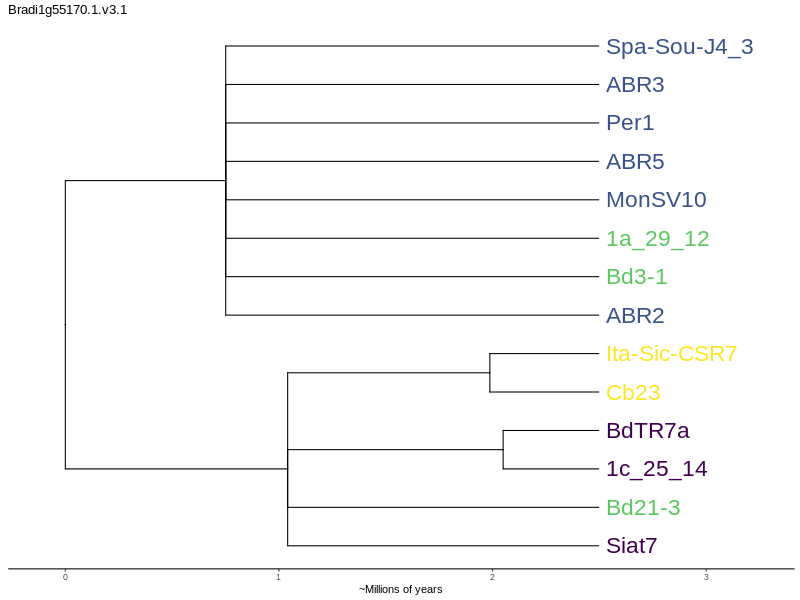 Bradi1g55170.1.v3.1
Spa-Sou-J4_3
ABR3
Per1
ABR5
MonSV10
1a_29_12
Bd3-1
ABR2
Ita-Sic-CSR7
Cb23
BdTR7a
1c_25_14
Bd21-3
Siat7
0 1 2 3
~Millions of years